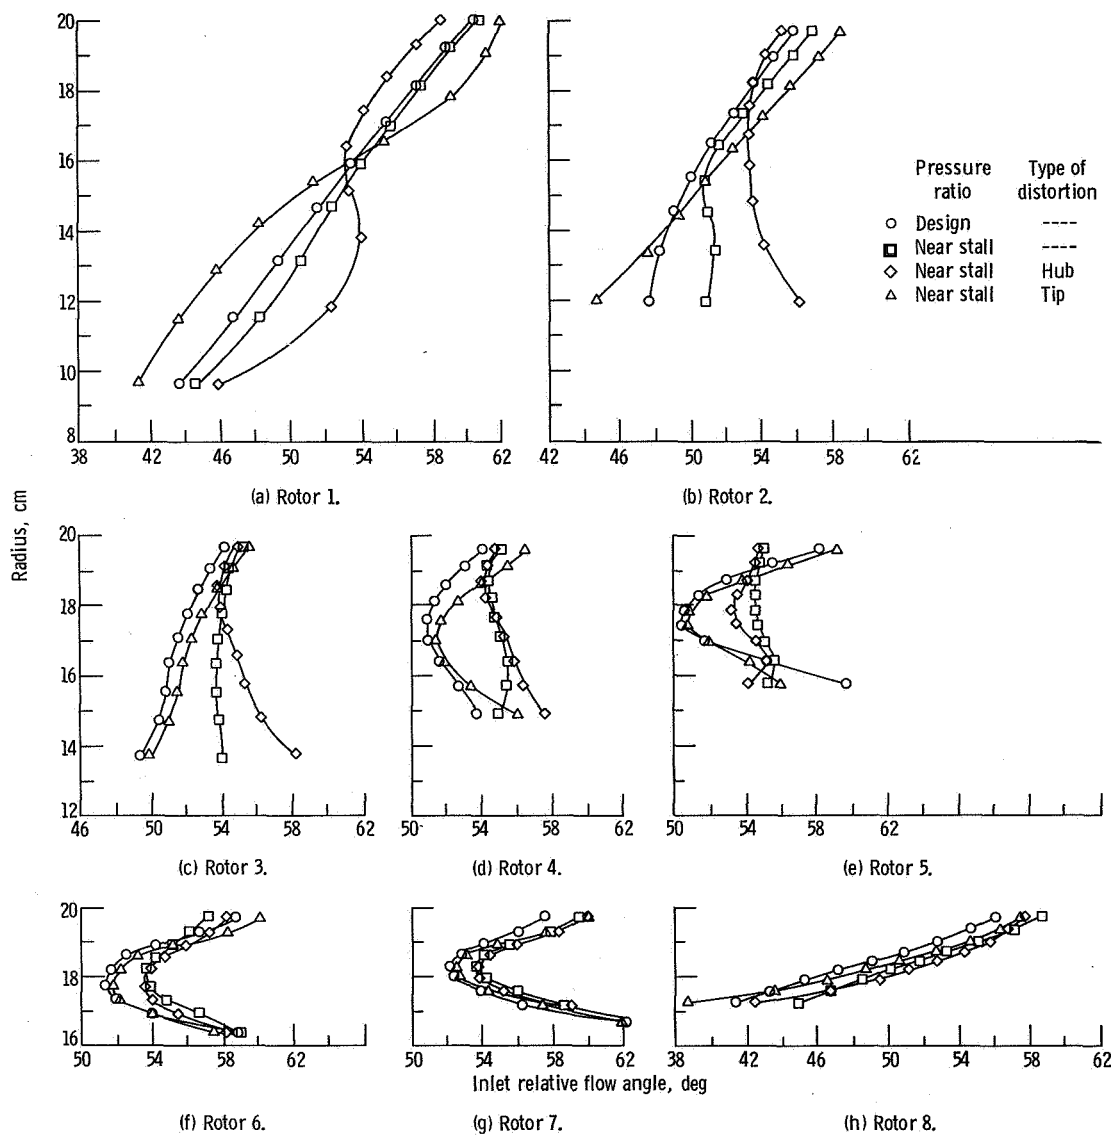 20
18
16
14
12
10
8
38 42 46 50 54 58 62
(a) Rotor 1.
42 46 50 54 58 62
(b) Rotor 2.
Pressure ratio Type of distortion
Design ----
Near stall ----
Near stall Hub
Near stall Tip
Radius, cm
20
18
16
14
12
46 50 54 58 62
(c) Rotor 3.
50 54 58 62
(d) Rotor 4.
50 54 58 62
(e) Rotor 5.
20
18
16
50 54 58 62
(f) Rotor 6.
50 54 58 62
(g) Rotor 7.
38 42 46 50 54 58 62
(h) Rotor 8.
Inlet relative flow angle, deg